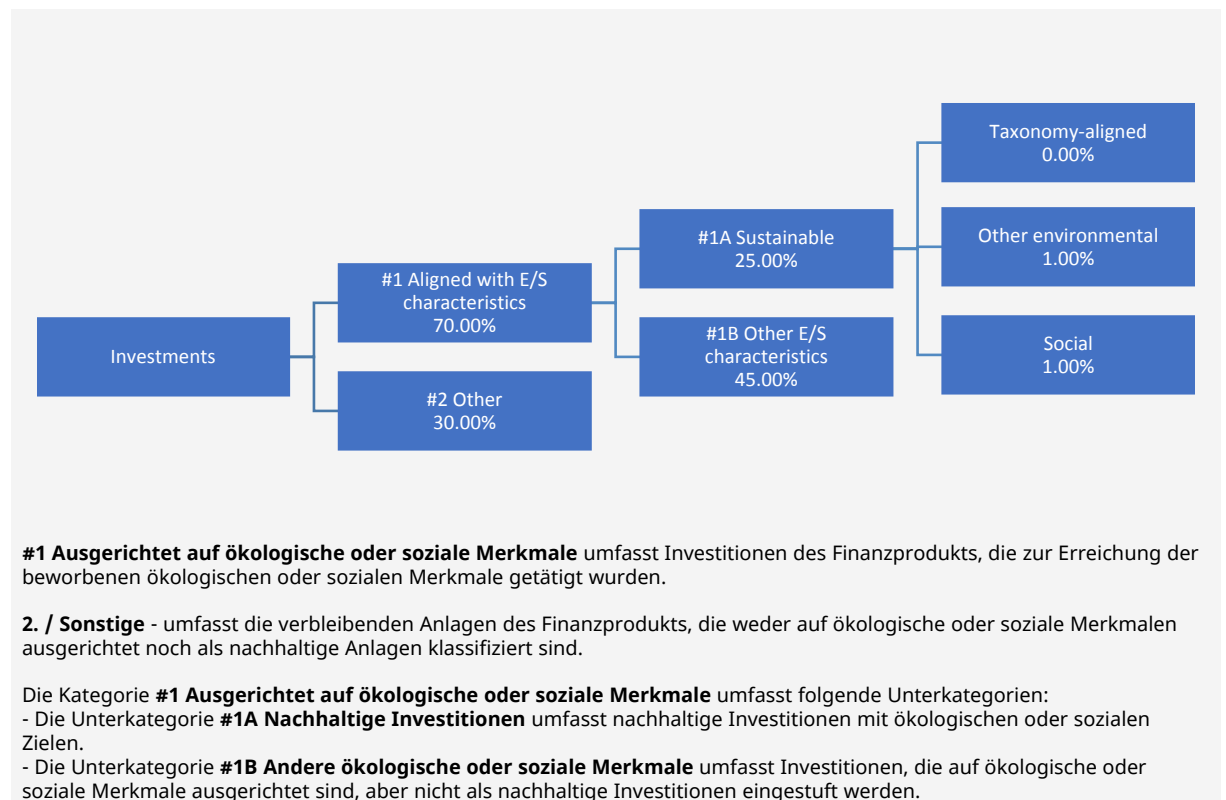 Investments
#1 Aligned with E/S
characteristics
70.00%
#2 Other
30.00%
#1A Sustainable
25.00%
#1B Other E/S
characteristics
45.00%
Taxonomy-aligned
0.00%
Other environmental
1.00%
Social
1.00%
#1 Ausgerichtet auf ökologische oder soziale Merkmale umfasst Investitionen des Finanzprodukts, die zur Erreichung der
beworbenen ökologischen oder sozialen Merkmale getätigt wurden.
2. / Sonstige - umfasst die verbleibenden Anlagen des Finanzprodukts, die weder auf ökologische oder soziale Merkmalen
ausgerichtet noch als nachhaltige Anlagen klassifiziert sind.
Die Kategorie #1 Ausgerichtet auf ökologische oder soziale Merkmale umfasst folgende Unterkategorien:
- Die Unterkategorie #1A Nachhaltige Investitionen umfasst nachhaltige Investitionen mit ökologischen oder sozialen
Zielen.
- Die Unterkategorie #1B Andere ökologische oder soziale Merkmale umfasst Investitionen, die auf ökologische oder
soziale Merkmale ausgerichtet sind, aber nicht als nachhaltige Investitionen eingestuft werden.